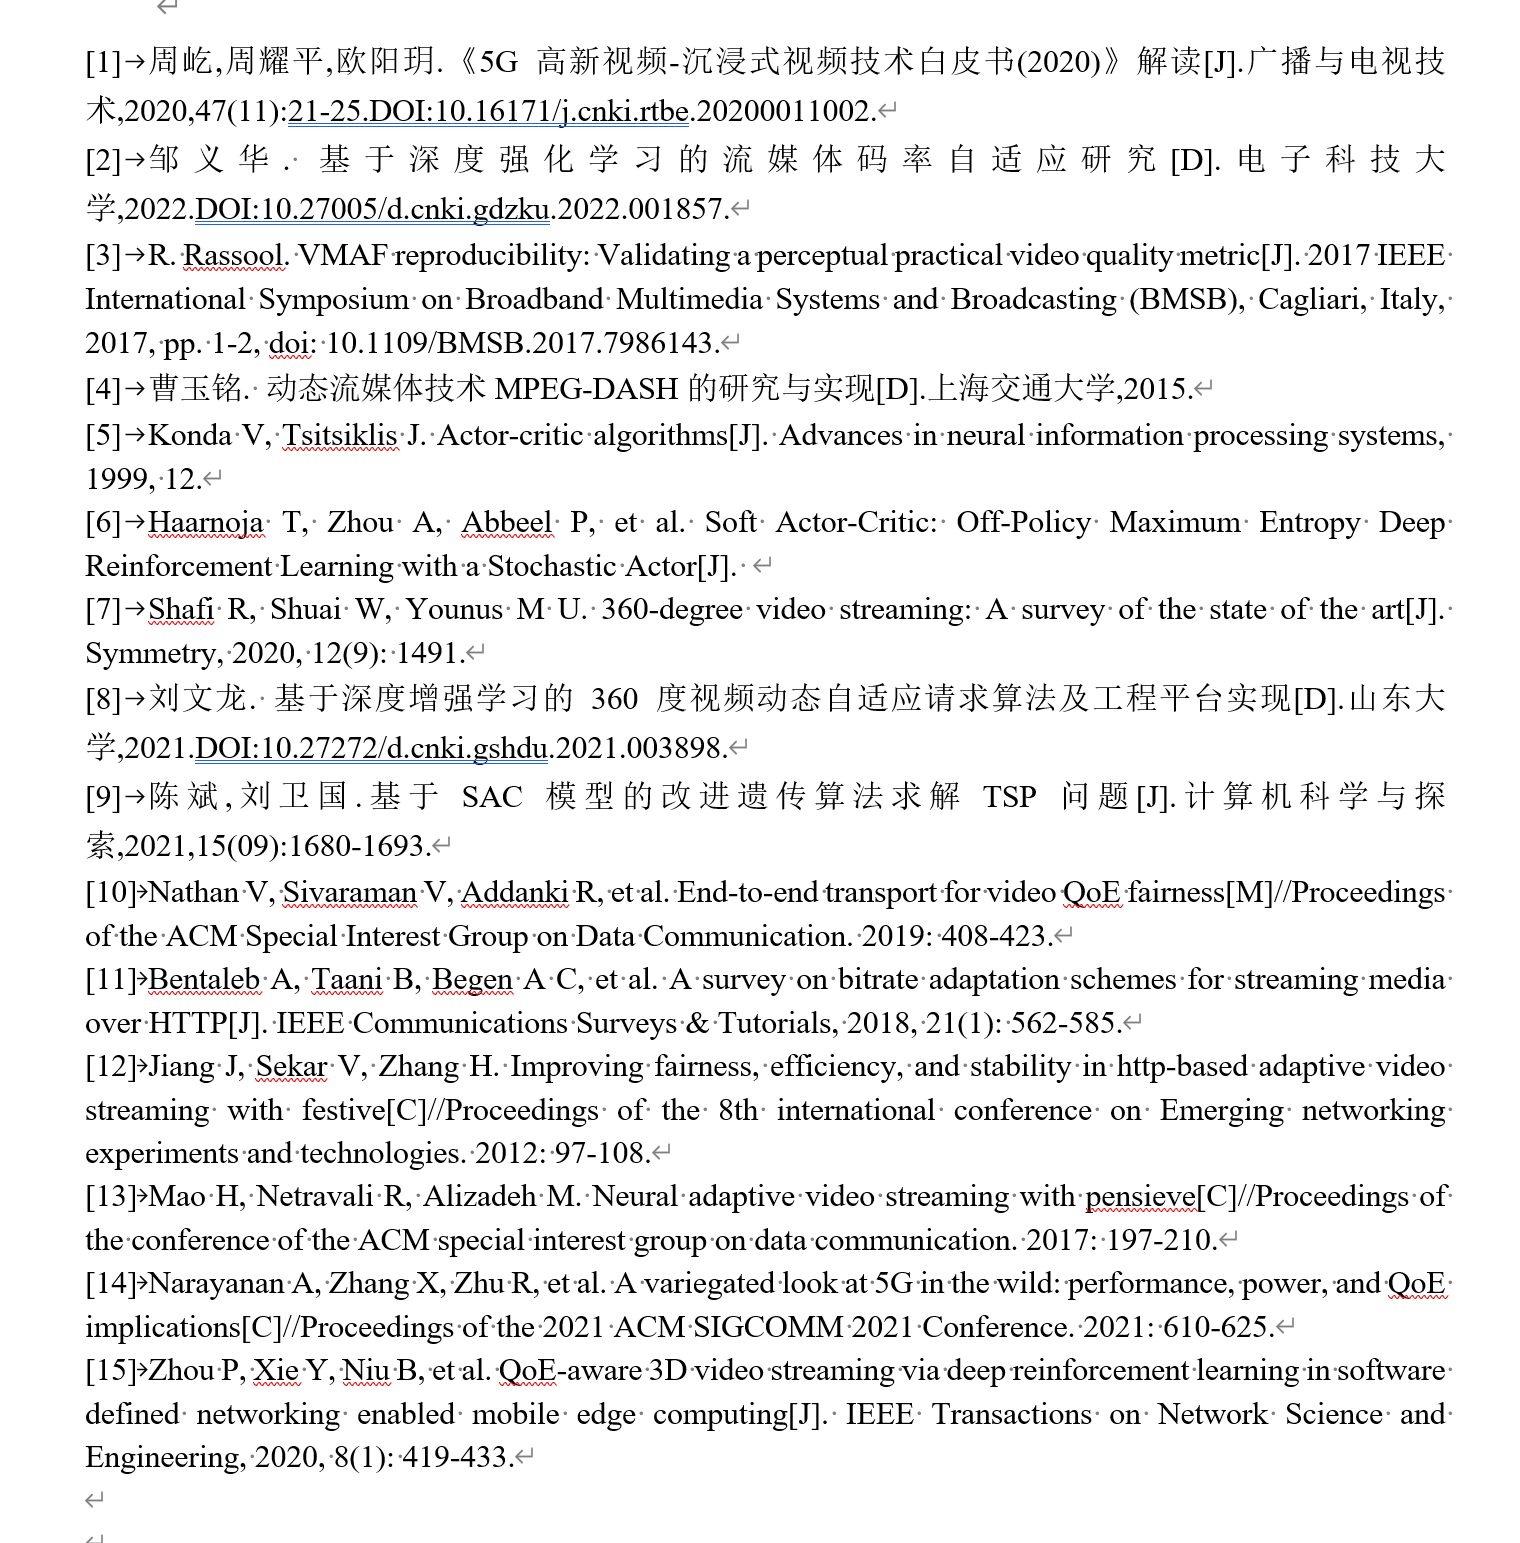 [1]→周屹,周耀平,欧阳玥.《5G 高新视频-沉浸式视频技术白皮书(2020)》解读[J].广播与电视技
术,2020,47(11):21-25.DOI:10.16171/j.cnki.rtbe.20200011002.
[2]→邹义华. 基于深度强化学习的流媒体码率自适应研究[D].电子科技大
学,2022.DOI:10.27005/d.cnki.gdzku.2022.001857.
[3]→R. Rassool. VMAF reproducibility: Validating a perceptual practical video quality metric[J]. 2017 IEEE
International Symposium on Broadband Multimedia Systems and Broadcasting (BMSB), Cagliari, Italy,
2017, pp. 1-2, doi: 10.1109/BMSB.2017.7986143.
[4]→曹玉铭. 动态流媒体技术 MPEG-DASH 的研究与实现[D].上海交通大学,2015.
[5]→Konda V, Tsitsiklis J. Actor-critic algorithms[J]. Advances in neural information processing systems,
1999, 12.
[6]→Haarnoja T, Zhou A, Abbeel P, et al. Soft Actor-Critic: Off-Policy Maximum Entropy Deep
Reinforcement Learning with a Stochastic Actor[J].
[7]→Shafi R, Shuai W, Younus M U. 360-degree video streaming: A survey of the state of the art[J].
Symmetry, 2020, 12(9): 1491.
[8]→刘文龙. 基于深度增强学习的 360 度视频动态自适应请求算法及工程平台实现[D].山东大
学,2021.DOI:10.27272/d.cnki.gshdu.2021.003898.
[9]→陈斌,刘卫国.基于 SAC 模型的改进遗传算法求解 TSP 问题[J].计算机科学与探
索,2021,15(09):1680-1693.
[10]→Nathan V, Sivaraman V, Addanki R, et al. End-to-end transport for video QoE fairness[M]//Proceedings
of the ACM Special Interest Group on Data Communication. 2019: 408-423.
[11]→Bentaleb A, Taani B, Begen A C, et al. A survey on bitrate adaptation schemes for streaming media
over HTTP[J]. IEEE Communications Surveys & Tutorials, 2018, 21(1): 562-585.
[12]→Jiang J, Sekar V, Zhang H. Improving fairness, efficiency, and stability in http-based adaptive video
streaming with festive[C]//Proceedings of the 8th international conference on Emerging networking
experiments and technologies. 2012: 97-108.
[13]→Mao H, Netravali R, Alizadeh M. Neural adaptive video streaming with pensieve[C]//Proceedings of
the conference of the ACM special interest group on data communication. 2017: 197-210.
[14]→Narayanan A, Zhang X, Zhu R, et al. A variegated look at 5G in the wild: performance, power, and QoE
implications[C]//Proceedings of the 2021 ACM SIGCOMM 2021 Conference. 2021: 610-625.
[15]→Zhou P, Xie Y, Niu B, et al. QoE-aware 3D video streaming via deep reinforcement learning in software
defined networking enabled mobile edge computing[J]. IEEE Transactions on Network Science and
Engineering, 2020, 8(1): 419-433.